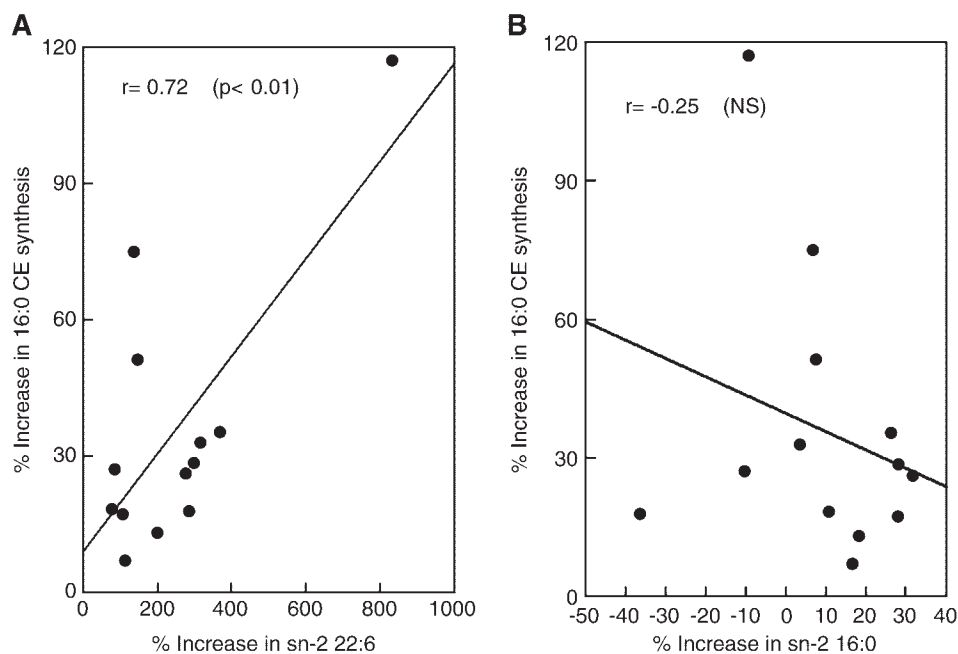 A
% Increase in 16:0 CE synthesis
120
90
60
30
0
r= 0.72 (p< 0.01)
0 200 400 600 800 1000
% Increase in sn-2 22:6
B
% Increase in 16:0 CE synthesis
120
90
60
30
0
r= -0.25 (NS)
-50 -40 -30 -20 -10 0 10 20 30 40
% Increase in sn-2 16:0